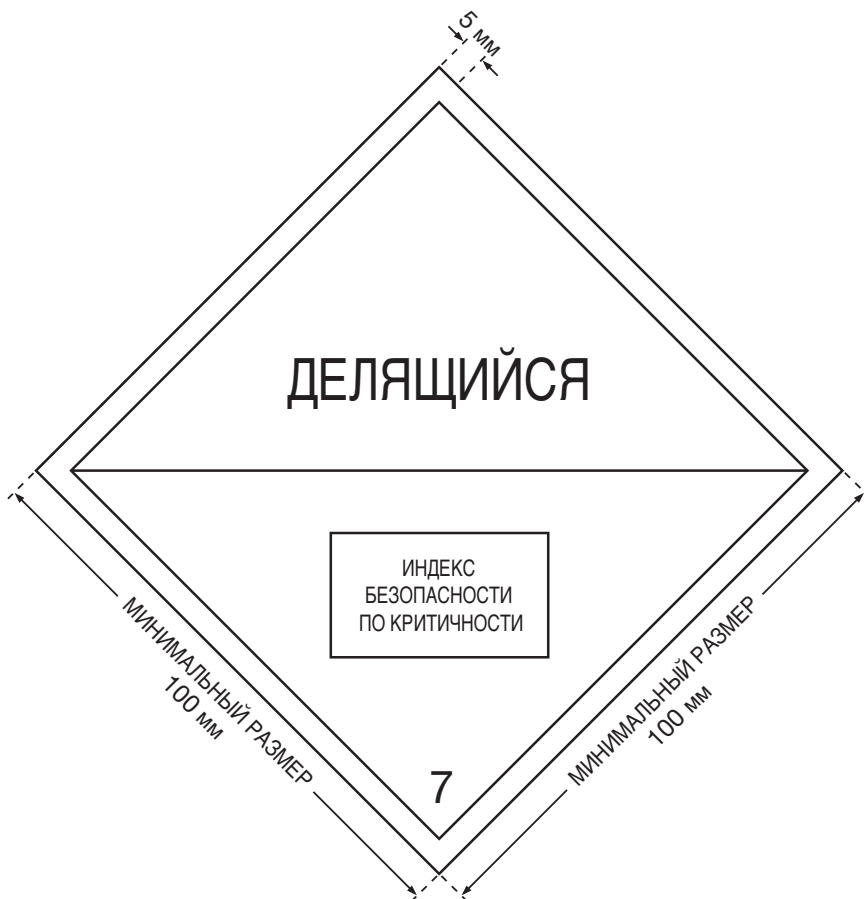 5 мм
ДЕЛЯЩИЙСЯ
ИНДЕКС
БЕЗОПАСНОСТИ
ПО КРИТИЧНОСТИ
МИНИМАЛЬНЫЙ РАЗМЕР
100 мм
МИНИМАЛЬНЫЙ РАЗМЕР
100 мм
7